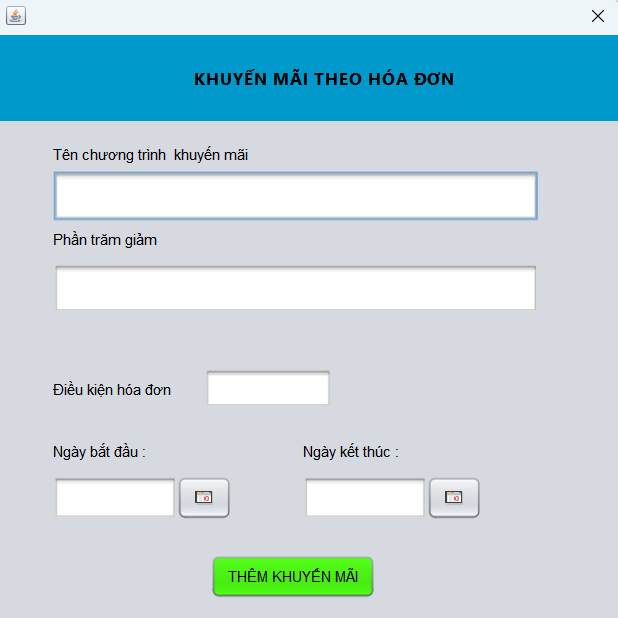 KHUYẾN MÃI THEO HÓA ĐƠN
Tên chương trình  khuyến mãi
Phần trăm giảm
Điều kiện hóa đơn
Ngày bắt đầu :
Ngày kết thúc :
THÊM KHUYẾN MÃI